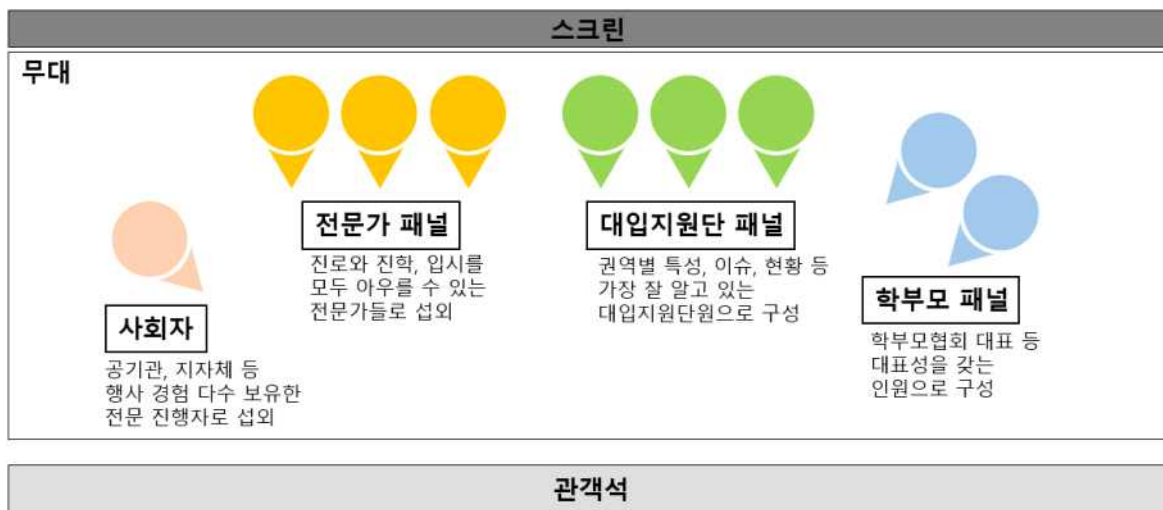 스크린
무대
전문가 패널
진로와 진학, 입시를
모두 아우를 수 있는
전문가들로 섭외
대입지원단 패널
권역별 특성, 이슈, 현황 등
가장 잘 알고 있는
대입지원단원으로 구성
사회자
공기관, 지자체 등
행사 경험 다수 보유한
전문 진행자로 섭외
학부모 패널
학부모협회 대표 등
대표성을 갖는
인원으로 구성
관객석